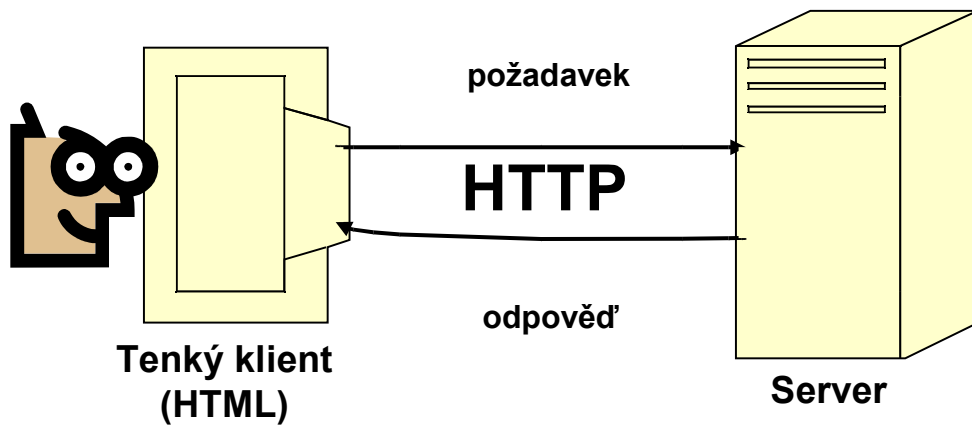 požadavek
HTTP
odpověď
Tenký klient
(HTML)
Server